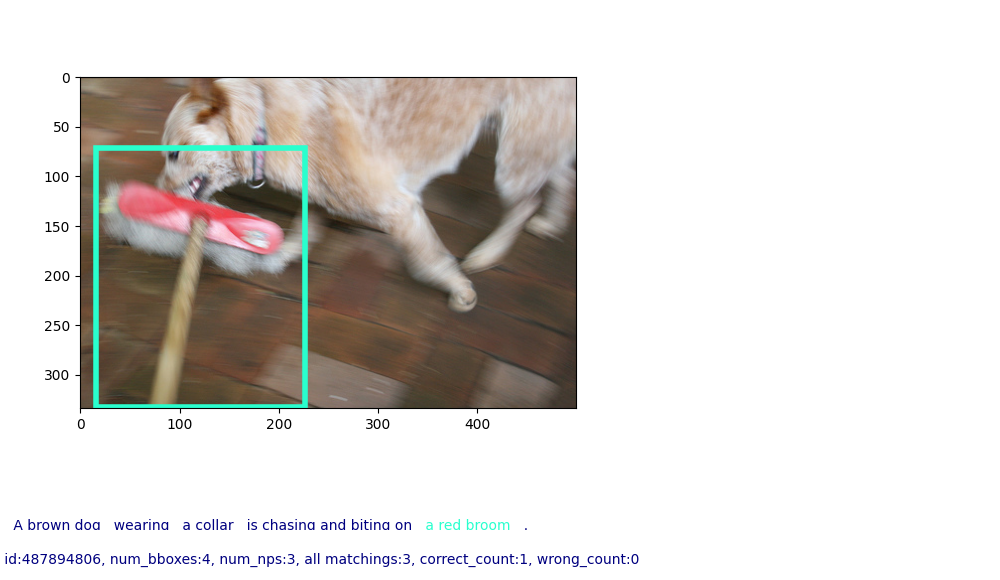 0
50
100
150
200
250
300
0 100 200 300 400
A brown dog wearing a collar is chasing and biting on a red broom .
id:487894806, num_bboxes:4, num_nps:3, all matchings:3, correct_count:1, wrong_count:0